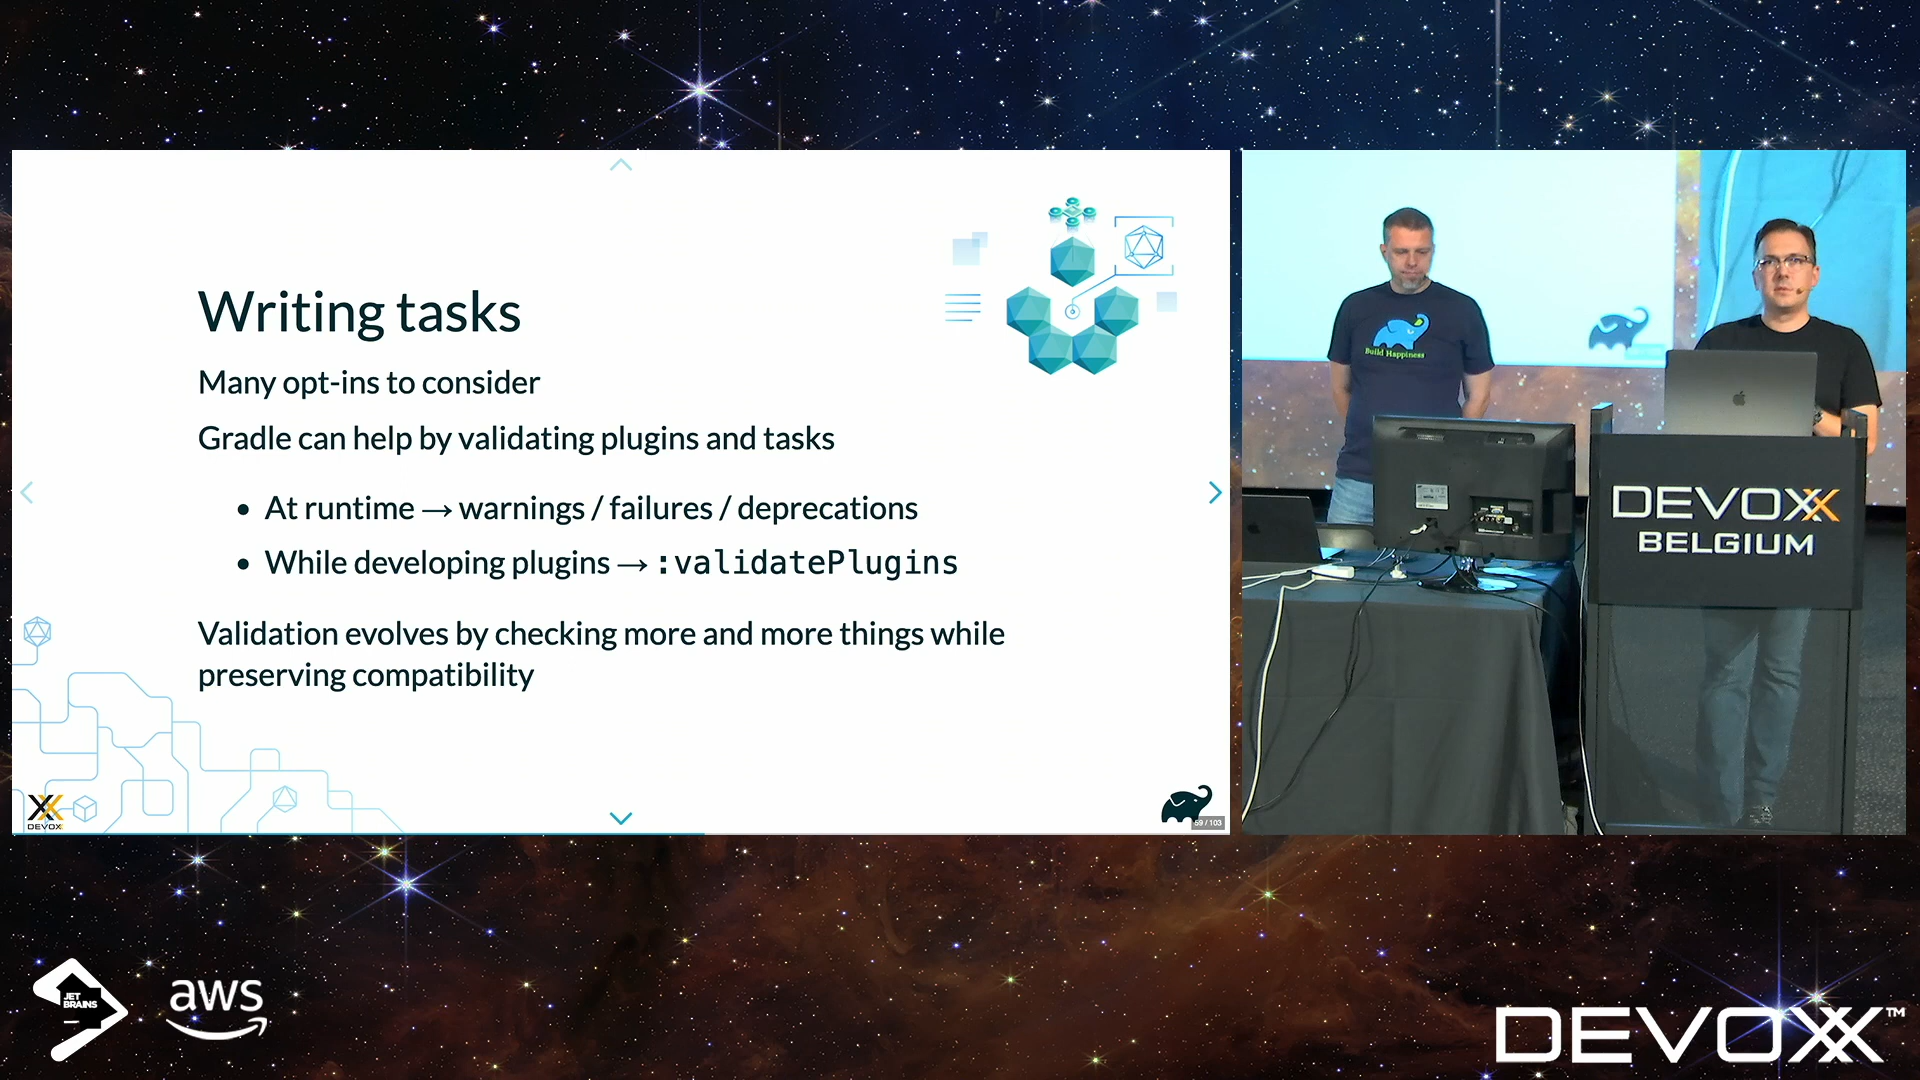 Writing tasks
Many opt-ins to consider
Gradle can help by validating plugins and tasks
• At runtime → warnings / failures / deprecations
• While developing plugins → :validatePlugins
Validation evolves by checking more and more things while
preserving compatibility
DEVOXX
59 / 103
Build Happiness
DEVOXX
BELGIUM
JET
BRAINS
aws
DEVOXX™